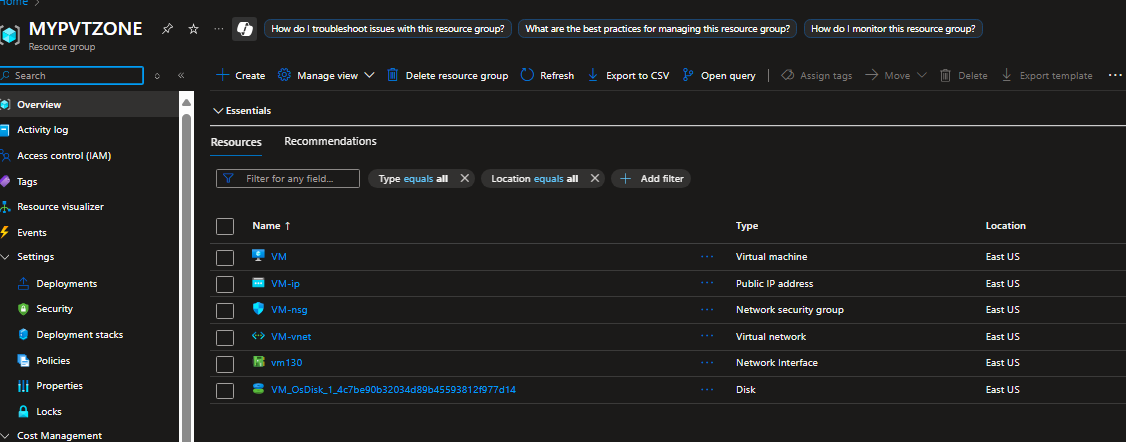 Home
MYPVTZONE
Resource group
How do I troubleshoot issues with this resource group?
What are the best practices for managing this resource group?
How do I monitor this resource group?
Search
Create
Manage view
Delete resource group
Refresh
Export to CSV
Open query
Assign tags
Move
Delete
Export template
Overview
Activity log
Access control (IAM)
Tags
Resource visualizer
Events
Settings
Deployments
Security
Deployment stacks
Policies
Properties
Locks
Cost Management
Essentials
Resources Recommendations
Filter for any field...
Type equals all
Location equals all
Add filter
Name ↑ Type Location
VM Virtual machine East US
VM-ip Public IP address East US
VM-nsg Network security group East US
VM-vnet Virtual network East US
vm130 Network Interface East US
VM_OsDisk_1_4c7be90b32034d89b45593812f977d14 Disk East US